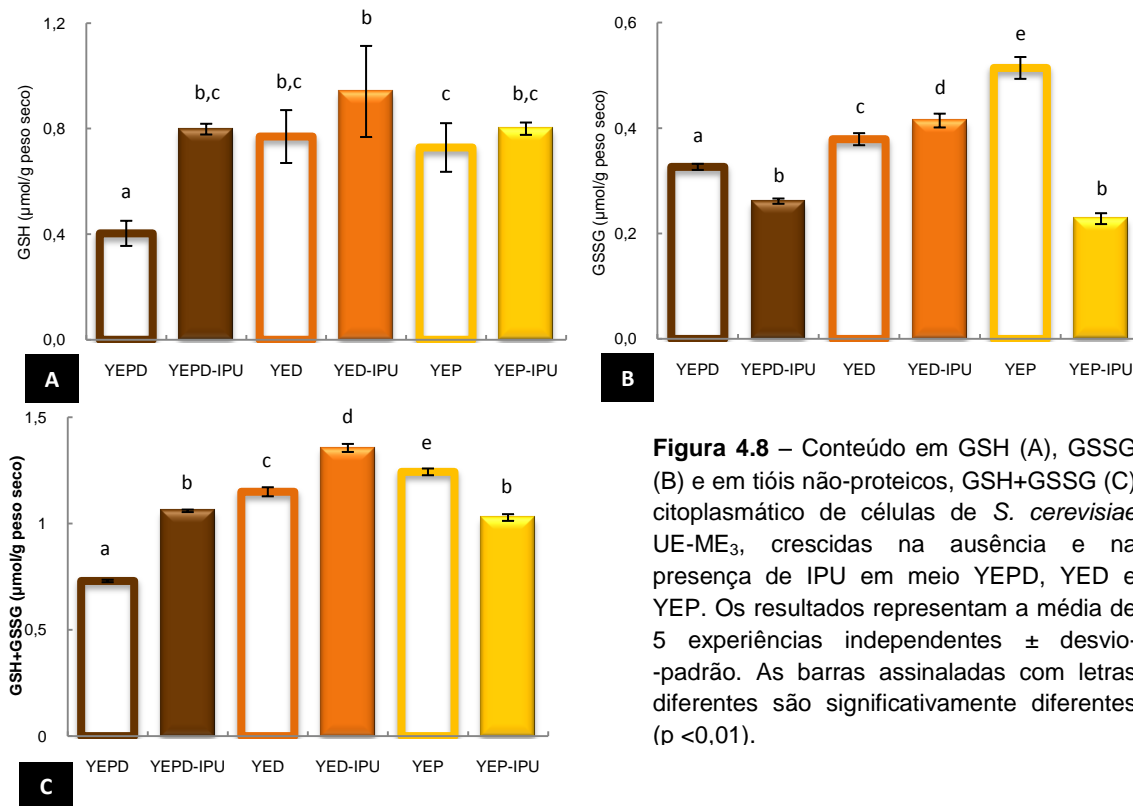 1,2
0,8
0,4
0,0
GSH (µmol/g peso seco)
a
b,c
b,c
b
c
b,c
YEPD YEPD-IPU YED YED-IPU YEP YEP-IPU
A
0,6
0,4
0,2
0,0
GSSG (µmol/g peso seco)
a
b
c
d
e
b
YEPD YEPD-IPU YED YED-IPU YEP YEP-IPU
B
1,5
1
0,5
0
GSH+GSSG (µmol/g peso seco)
a
b
c
d
e
b
YEPD YEPD-IPU YED YED-IPU YEP YEP-IPU
C
Figura 4.8 – Conteúdo em GSH (A), GSSG
(B) e em tióis não-proteicos, GSH+GSSG (C)
citoplasmático de células de S. cerevisiae
UE-ME₃, crescidas na ausência e na
presença de IPU em meio YEPD, YED e
YEP. Os resultados representam a média de
5 experiências independentes ± desvio-
-padrão. As barras assinaladas com letras
diferentes são significativamente diferentes
(p <0,01).